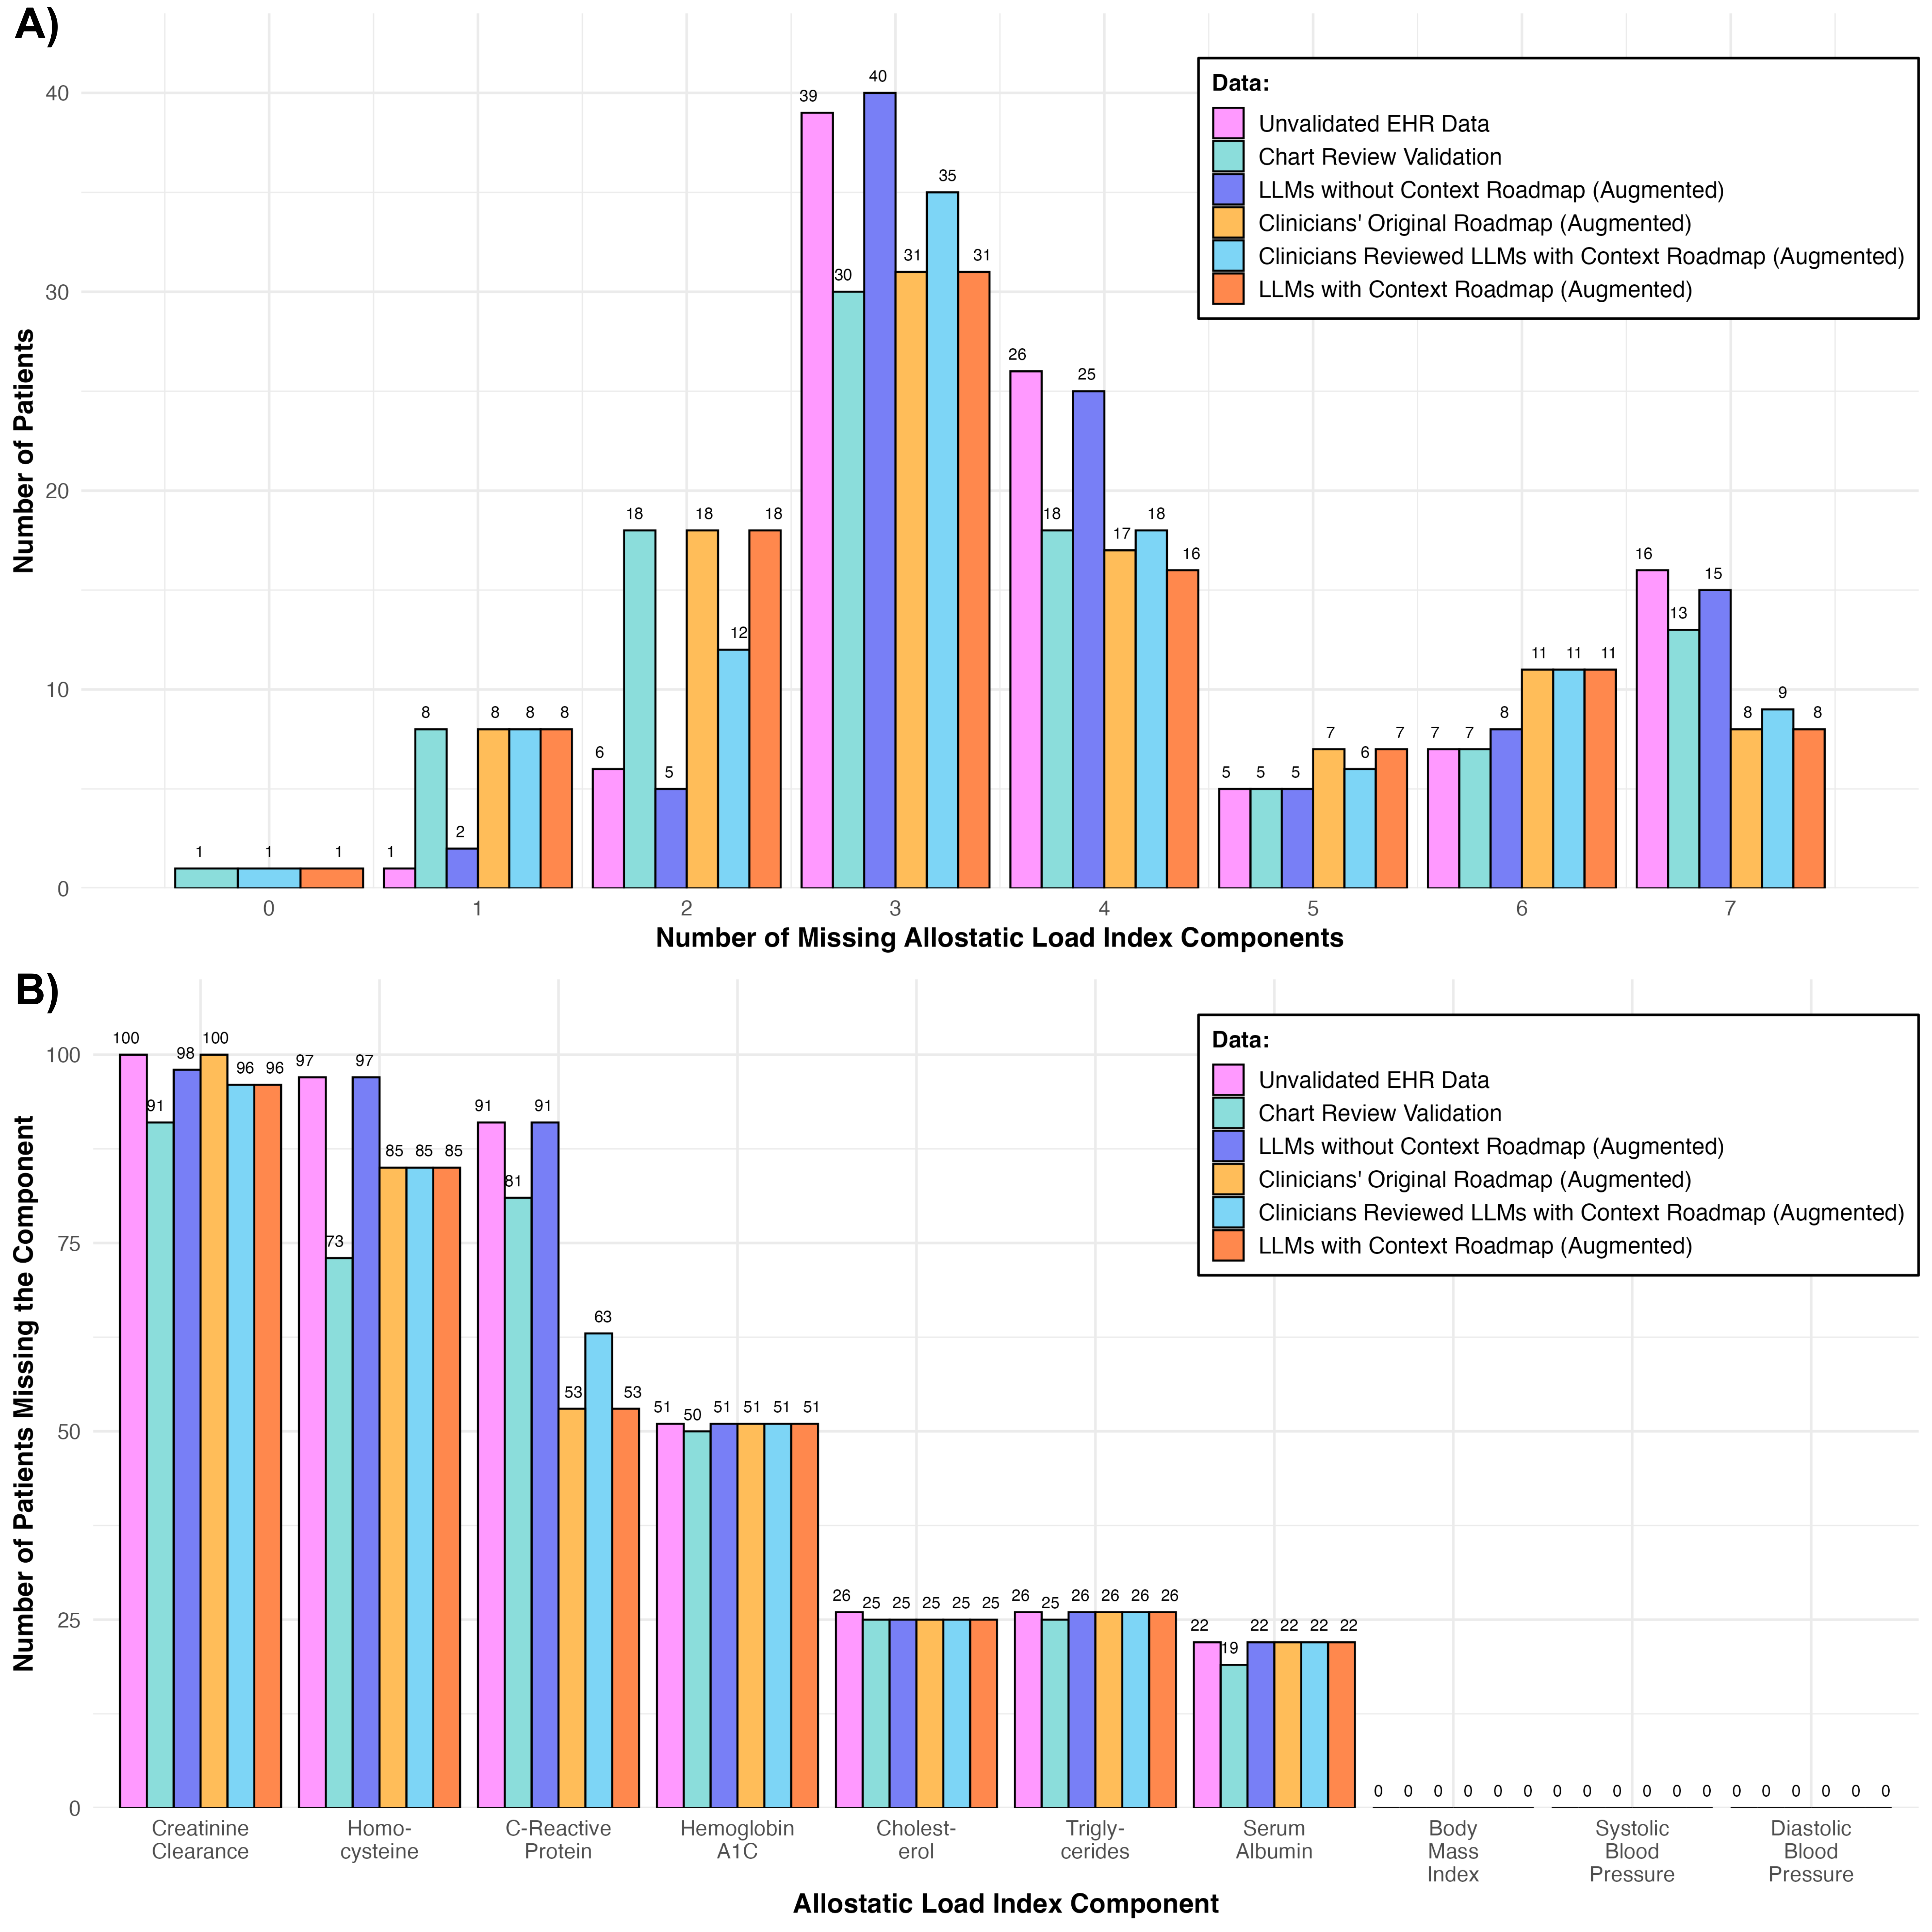 A)
Number of Patients
40
30
20
10
0
Data:
Unvalidated EHR Data
Chart Review Validation
LLMs without Context Roadmap (Augmented)
Clinicians' Original Roadmap (Augmented)
Clinicians Reviewed LLMs with Context Roadmap (Augmented)
LLMs with Context Roadmap (Augmented)
1 1 1
1 8 2 8 8 8
6 18 5 18 12 18
39 30 40 31 35 31
26 18 25 17 18 16
5 5 5 7 6 7
7 7 8 11 11 11
16 13 15 8 9 8
0 1 2 3 4 5 6 7
Number of Missing Allostatic Load Index Components
B)
Number of Patients Missing the Component
100
75
50
25
0
Data:
Unvalidated EHR Data
Chart Review Validation
LLMs without Context Roadmap (Augmented)
Clinicians' Original Roadmap (Augmented)
Clinicians Reviewed LLMs with Context Roadmap (Augmented)
LLMs with Context Roadmap (Augmented)
100 91 98 100 96 96
97 73 97 85 85 85
91 81 91 53 63 53
51 50 51 51 51 51
26 25 25 25 25 25
26 25 26 26 26 26
22 19 22 22 22 22
0 0 0 0 0 0
0 0 0 0 0 0
0 0 0 0 0 0
Creatinine
Clearance
Homo-
cysteine
C-Reactive
Protein
Hemoglobin
A1C
Cholest-
erol
Trigly-
cerides
Serum
Albumin
Body
Mass
Index
Systolic
Blood
Pressure
Diastolic
Blood
Pressure
Allostatic Load Index Component